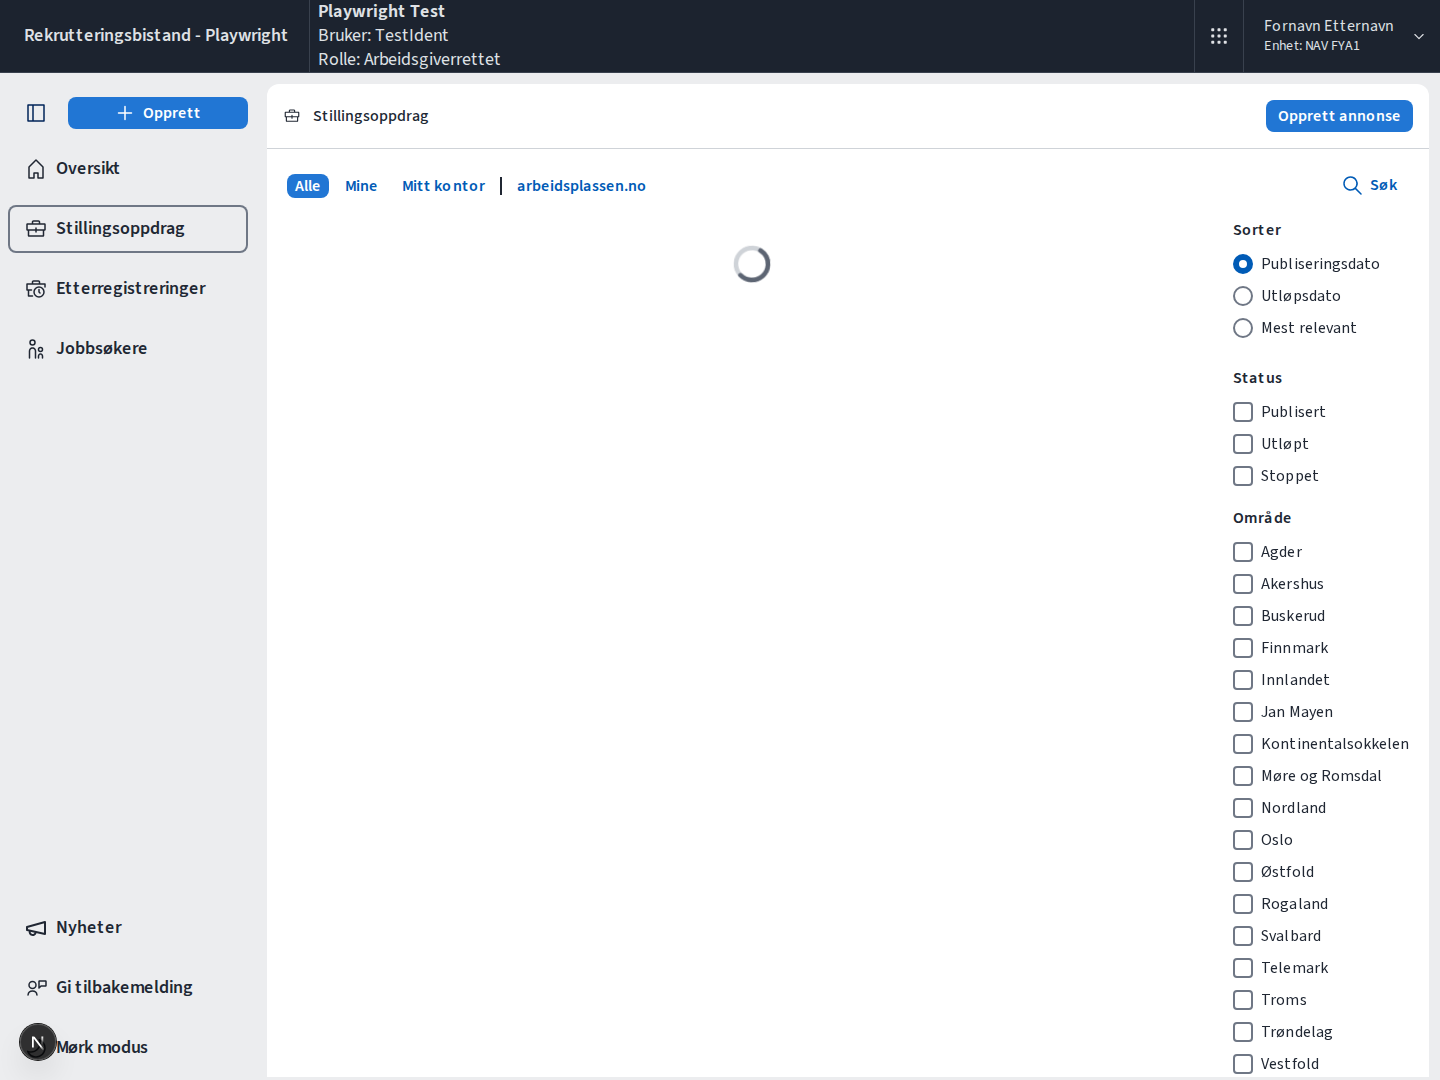 Rekrutteringsbistand - Playwright
Playwright Test
Bruker: TestIdent
Rolle: Arbeidsgiverrettet
Fornavn Etternavn
Enhet: NAV FYA1
Opprett
Oversikt
Stillingsoppdrag
Etterregistreringer
Jobbsøkere
Nyheter
Gi tilbakemelding
N
Mørk modus
Stillingsoppdrag
Opprett annonse
Alle
Mine
Mitt kontor
arbeidsplassen.no
Søk
Sorter
Publiseringsdato
Utløpsdato
Mest relevant
Status
Publisert
Utløpt
Stoppet
Område
Agder
Akershus
Buskerud
Finnmark
Innlandet
Jan Mayen
Kontinentalsokkelen
Møre og Romsdal
Nordland
Oslo
Østfold
Rogaland
Svalbard
Telemark
Troms
Trøndelag
Vestfold